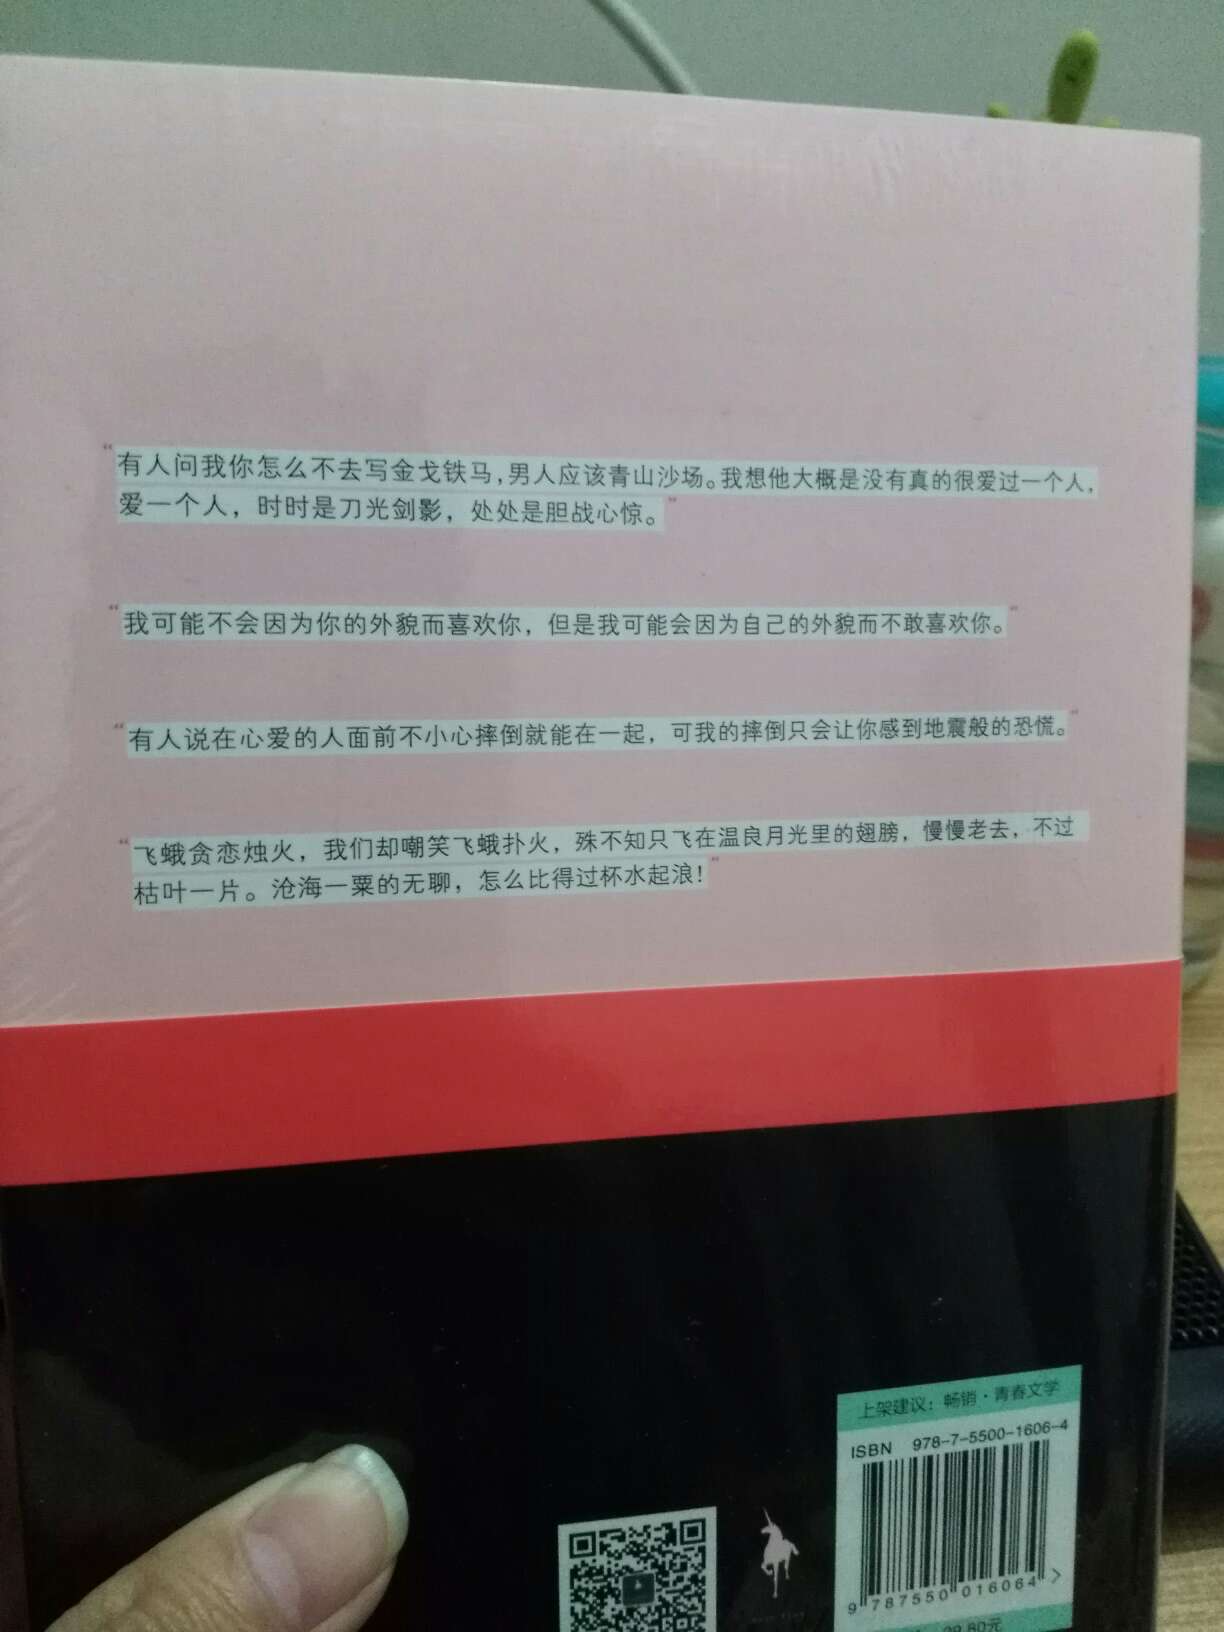 “有人问我你怎么不去写金戈铁马,男人应该青山沙场。我想他大概是没有真的很爱过一个人,
爱一个人，时时是刀光剑影，处处是胆战心惊。”
“我可能不会因为你的外貌而喜欢你，但是我可能会因为自己的外貌而不敢喜欢你。”
“有人说在心爱的人面前不小心摔倒就能在一起，可我的摔倒只会让你感到地震般的恐慌。”
“飞蛾贪恋烛火，我们却嘲笑飞蛾扑火，殊不知只飞在温良月光里的翅膀，慢慢老去，不过
枯叶一片。沧海一粟的无聊，怎么比得过杯水起浪!”
上架建议：畅销·青春文学
ISBN 978-7-5500-1606-4
9 787550 016064 >